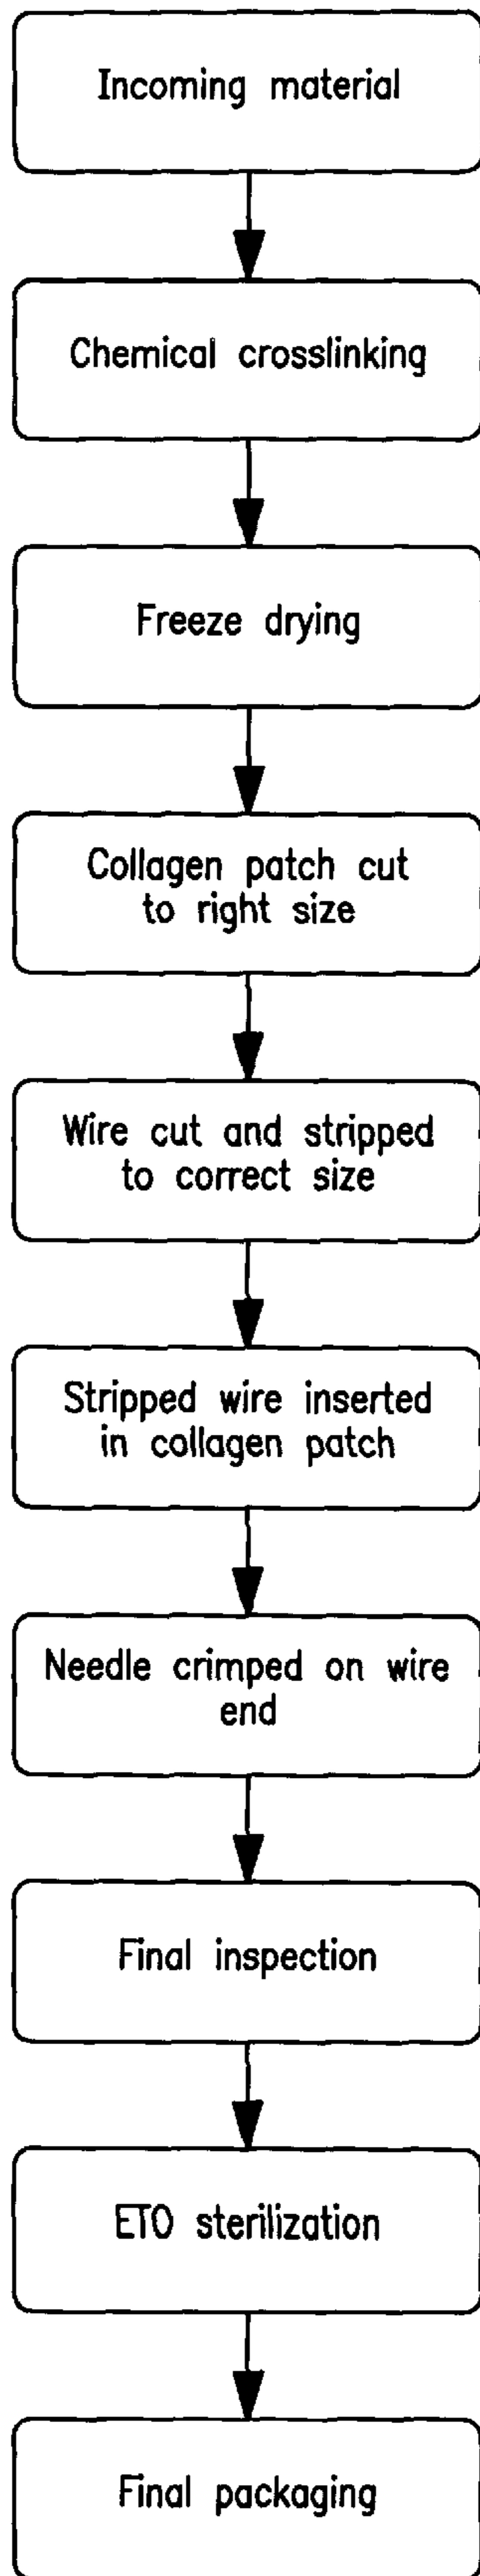 Incoming material
Chemical crosslinking
Freeze drying
Collagen patch cut
to right size
Wire cut and stripped
to correct size
Stripped wire inserted
in collagen patch
Needle crimped on wire
end
Final inspection
ETO sterilization
Final packaging